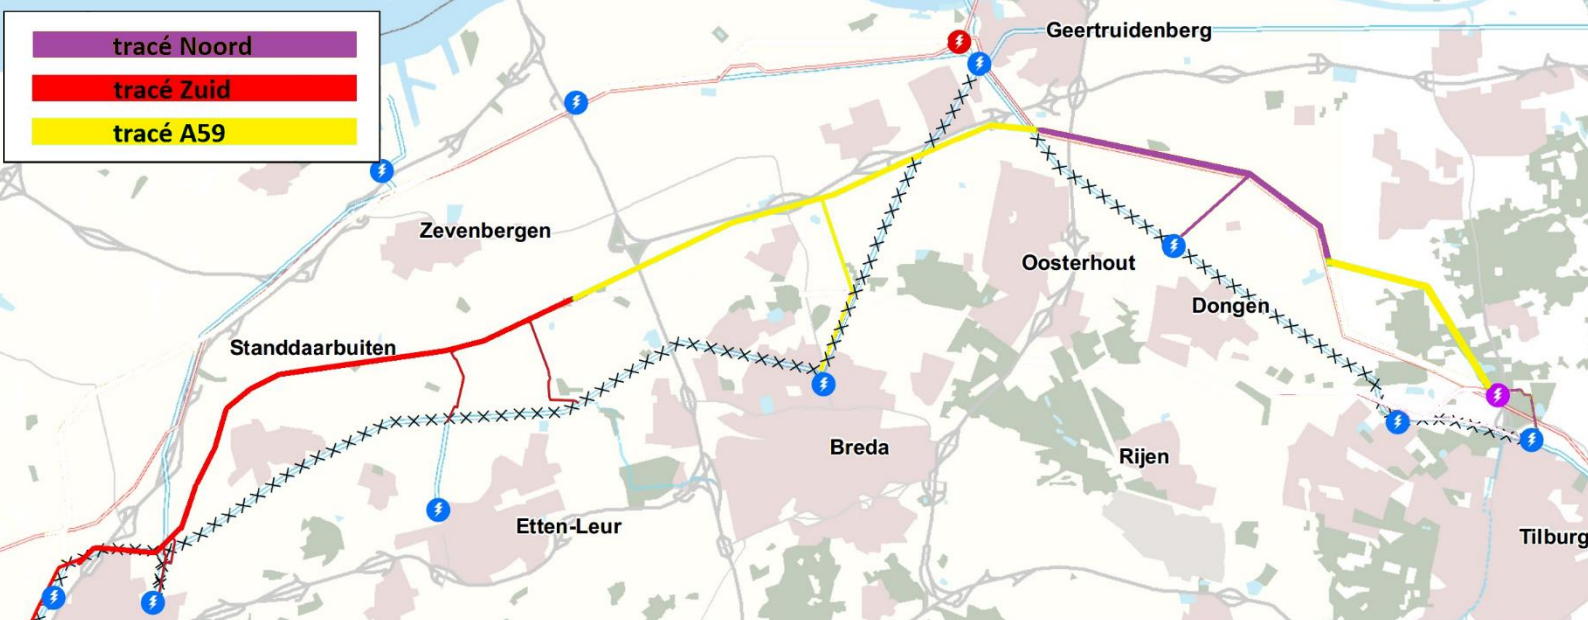 tracé Noord
tracé Zuid
tracé A59
Geertruidenberg
Zevenbergen
Oosterhout
Dongen
Standdaarbuiten
Breda
Rijen
Etten-Leur
Tilburg